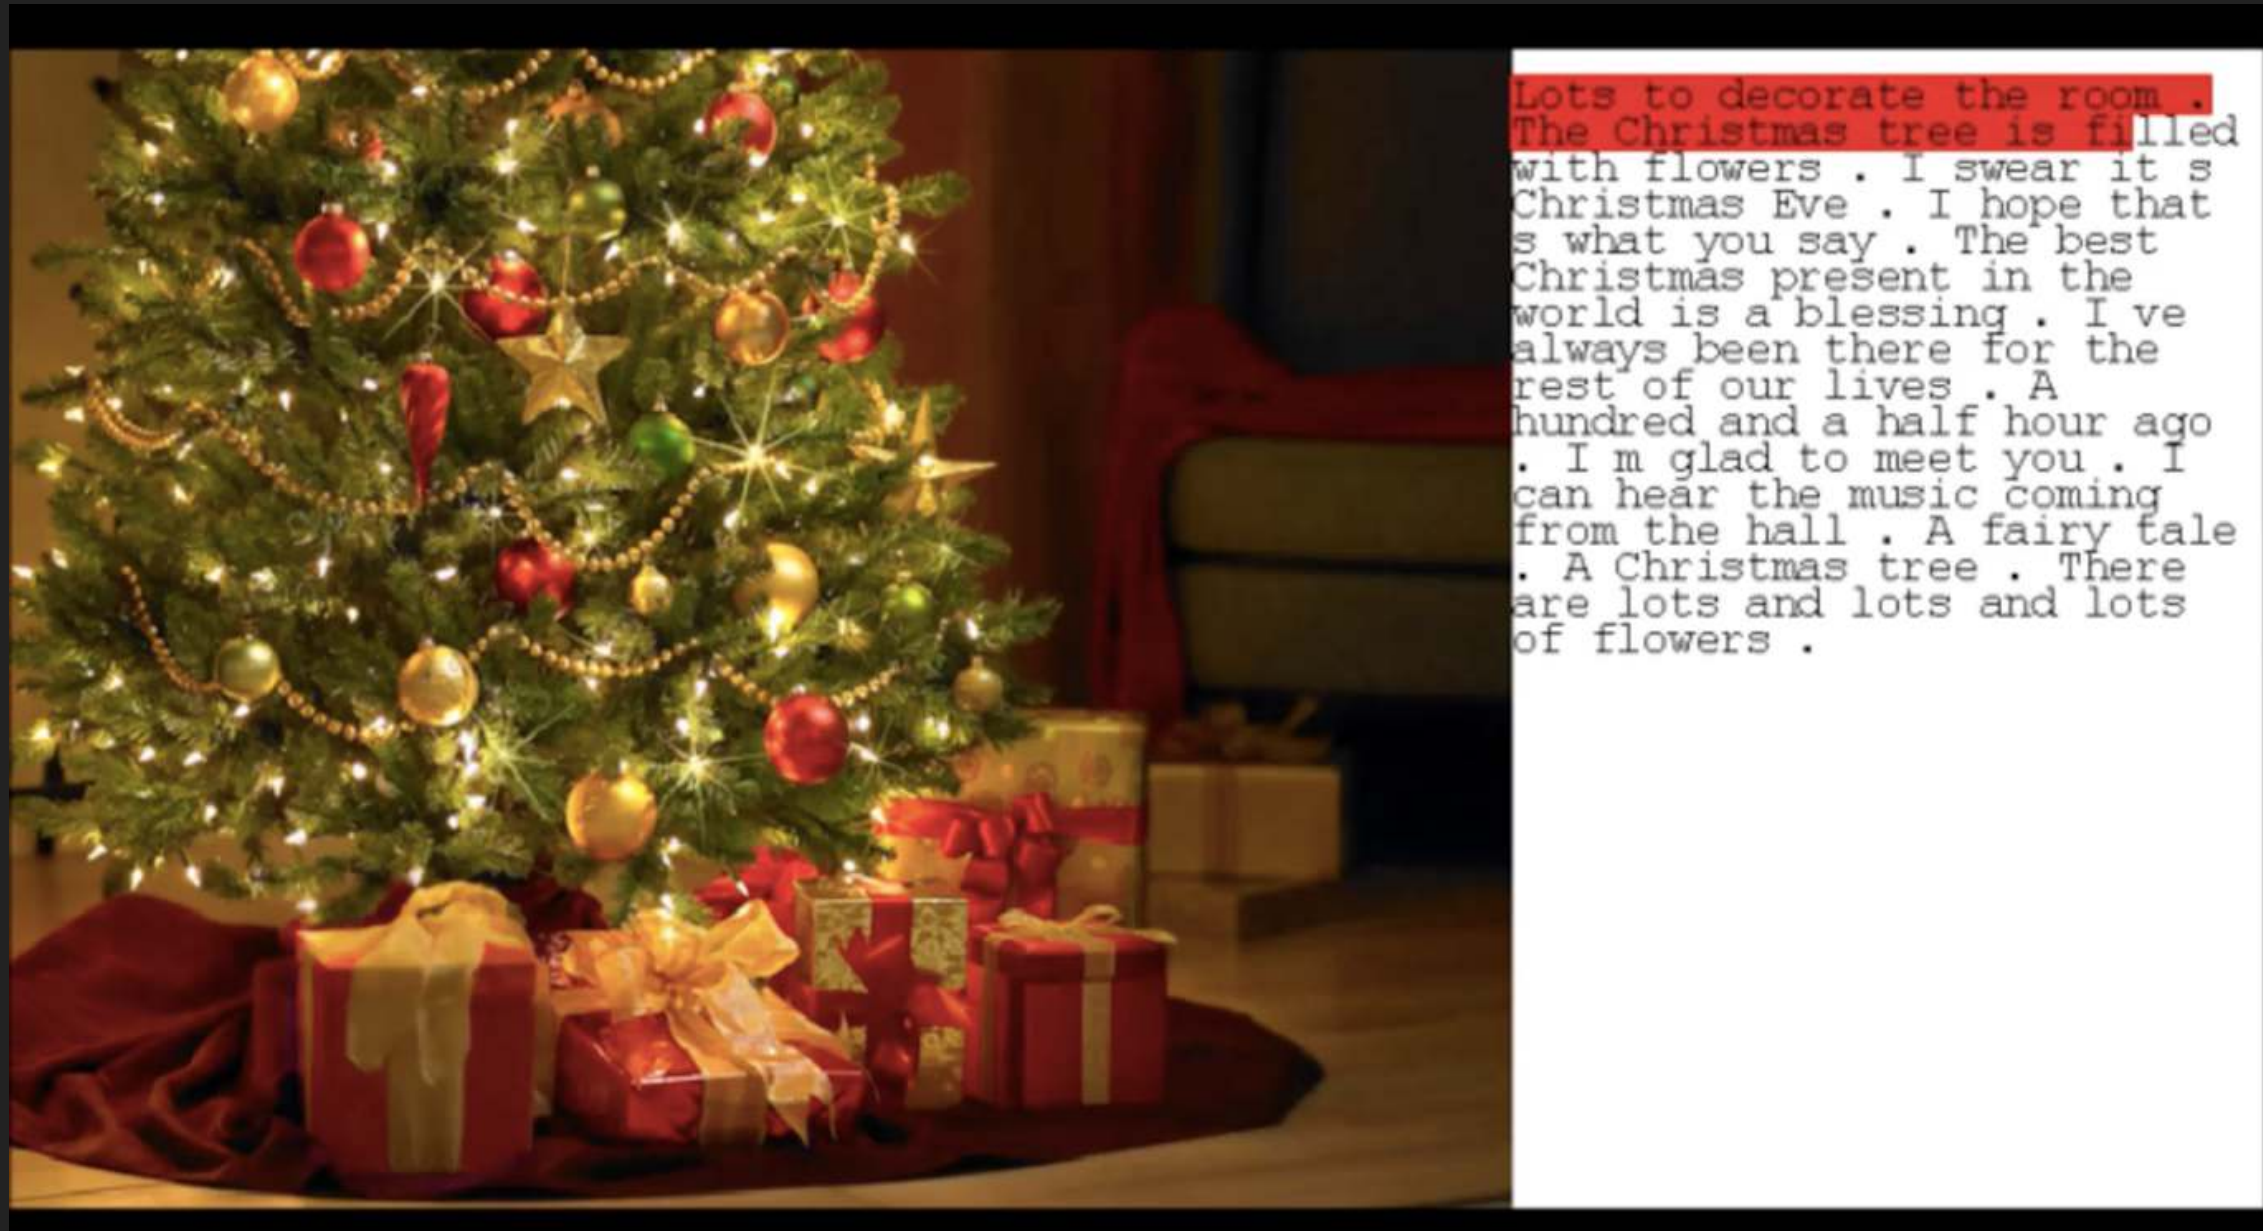 Lots to decorate the room .
The Christmas tree is filled
with flowers . I swear it s
Christmas Eve . I hope that
s what you say . The best
Christmas present in the
world is a blessing . I ve
always been there for the
rest of our lives . A
hundred and a half hour ago
. I m glad to meet you . I
can hear the music coming
from the hall . A fairy tale
. A Christmas tree . There
are lots and lots and lots
of flowers .